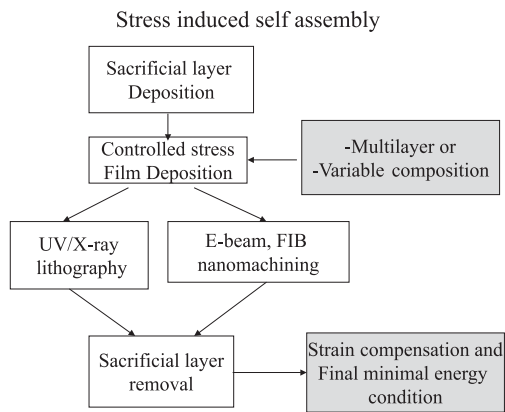 Stress induced self assembly
Sacrificial layer
Deposition
Controlled stress
Film Deposition
-Multilayer or
-Variable composition
UV/X-ray
lithography
E-beam, FIB
nanomachining
Sacrificial layer
removal
Strain compensation and
Final minimal energy
condition